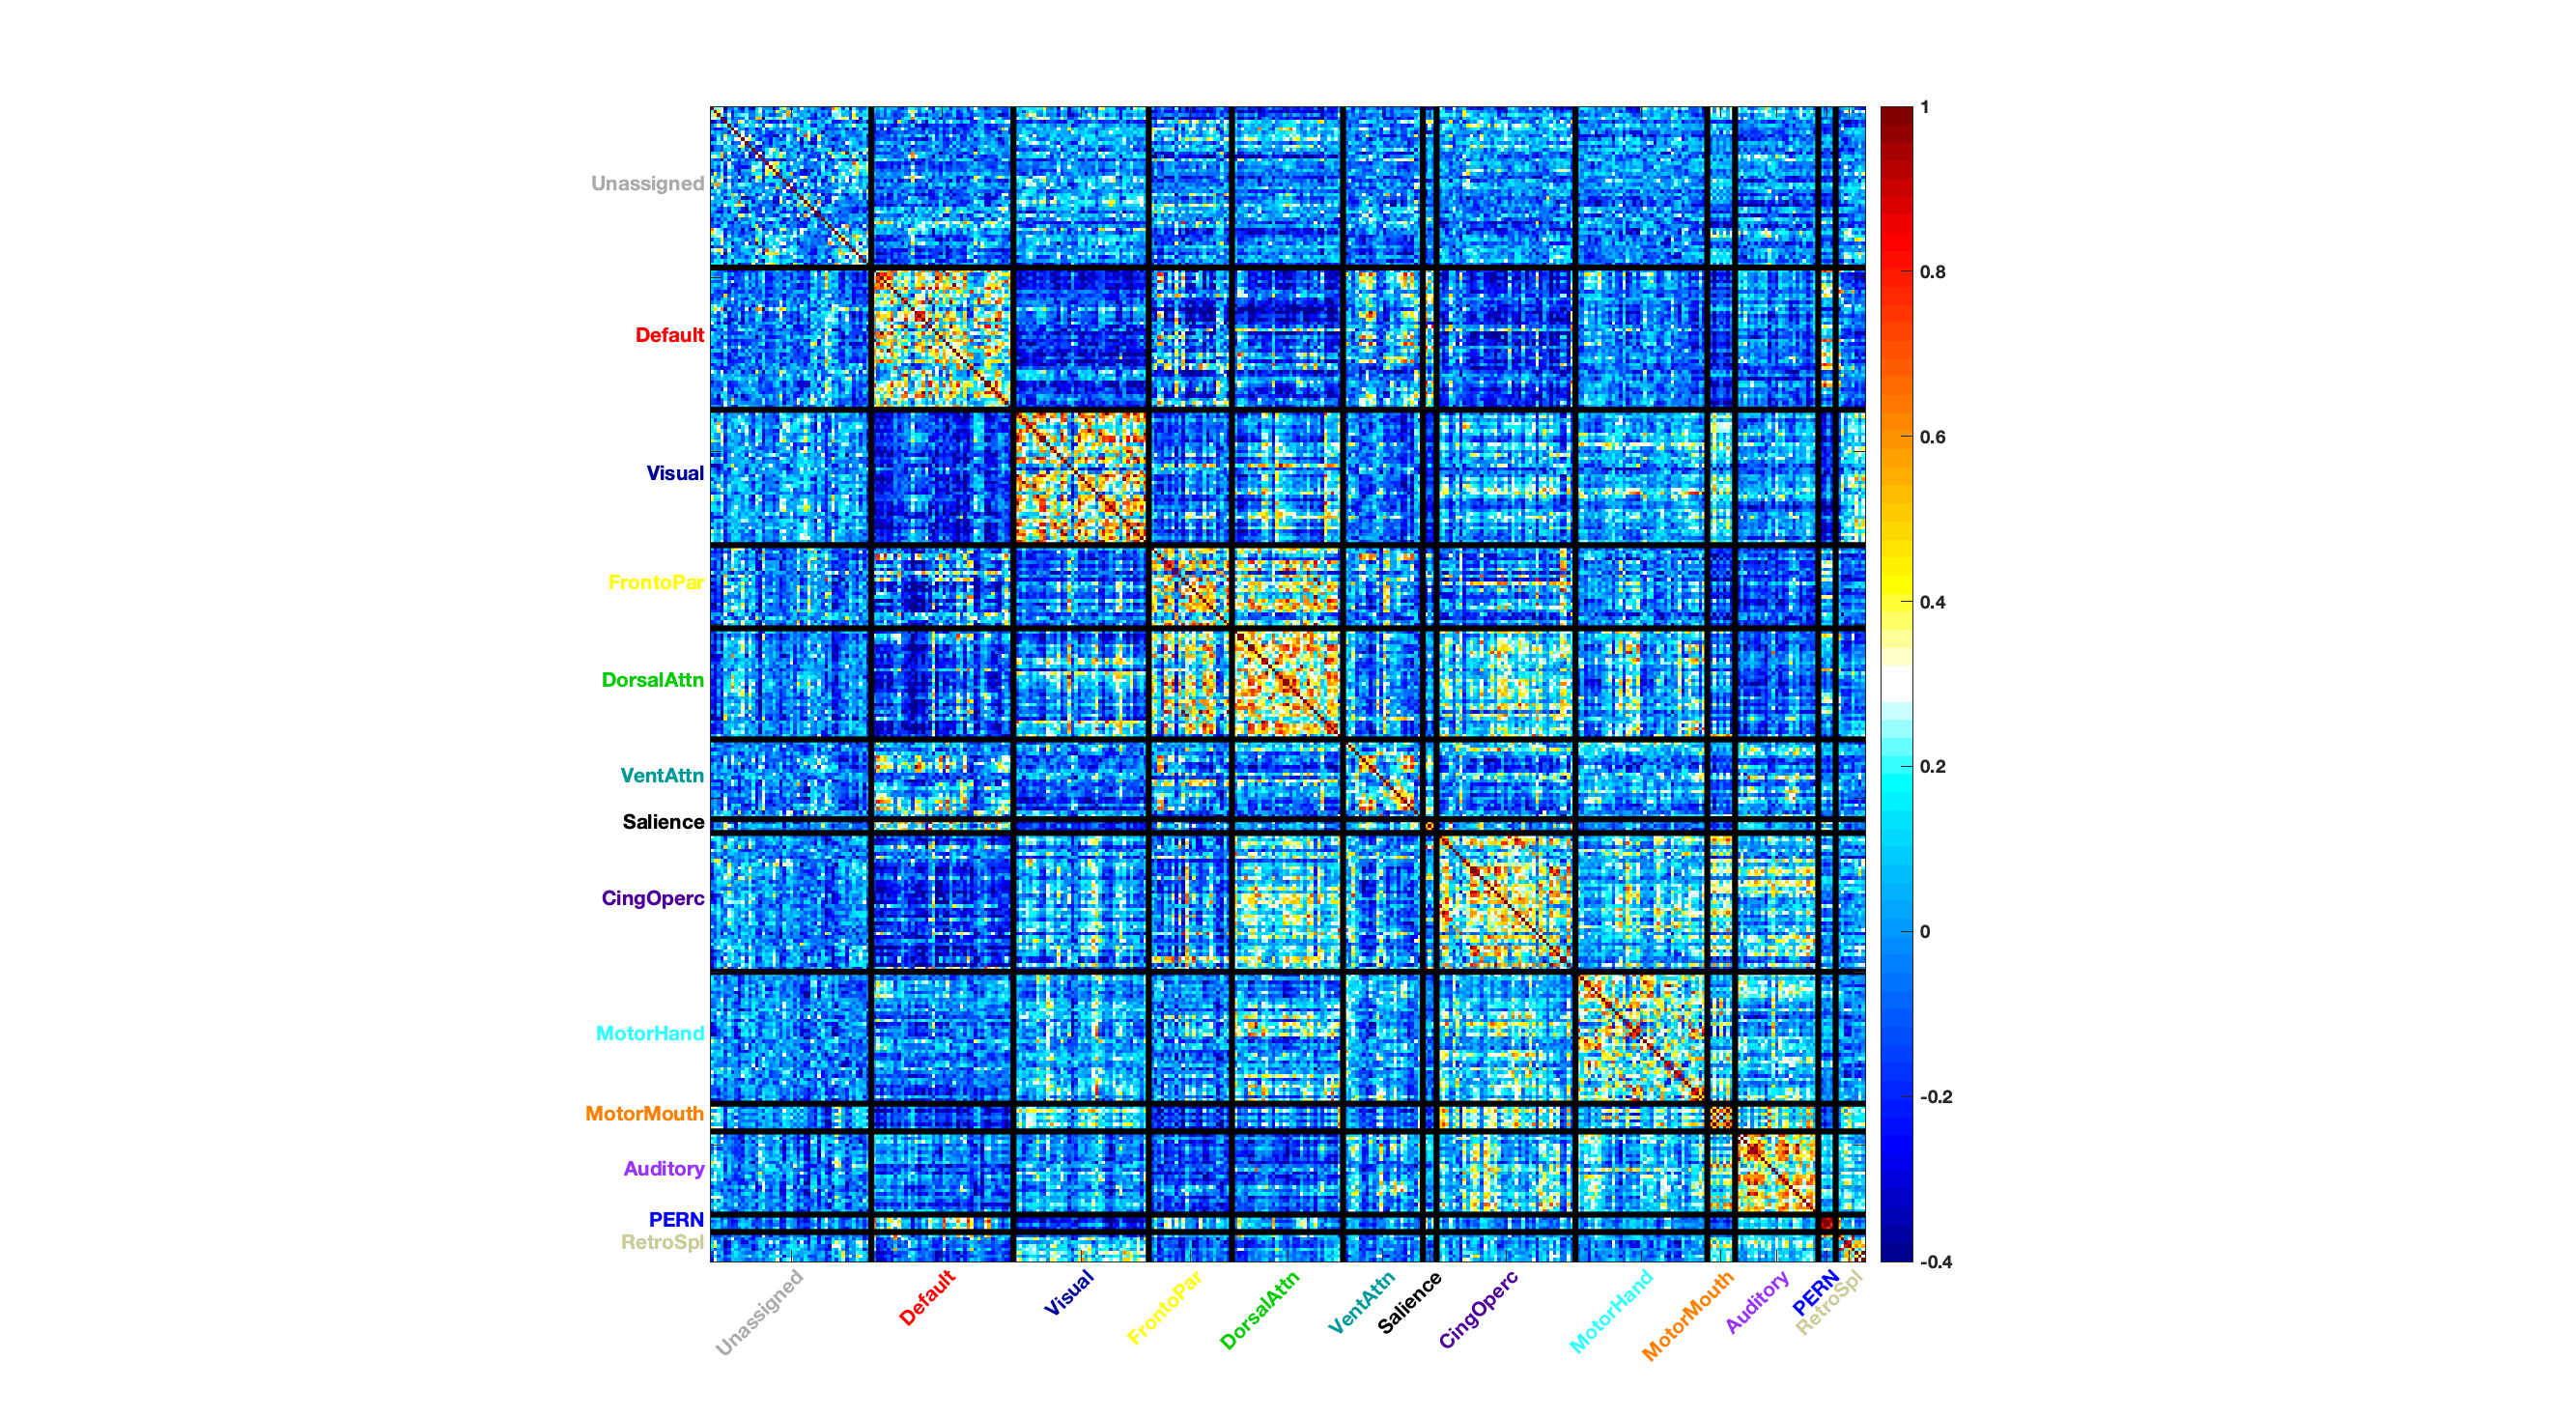 Unassigned
Default
Visual
FrontoPar
DorsalAttn
VentAttn
Salience
CingOperc
MotorHand
MotorMouth
Auditory
PERN
RetroSpl
Unassigned
Default
Visual
FrontoPar
DorsalAttn
VentAttn
Salience
CingOperc
MotorHand
MotorMouth
Auditory
PERN
RetroSpl
1
0.8
0.6
0.4
0.2
0
-0.2
-0.4